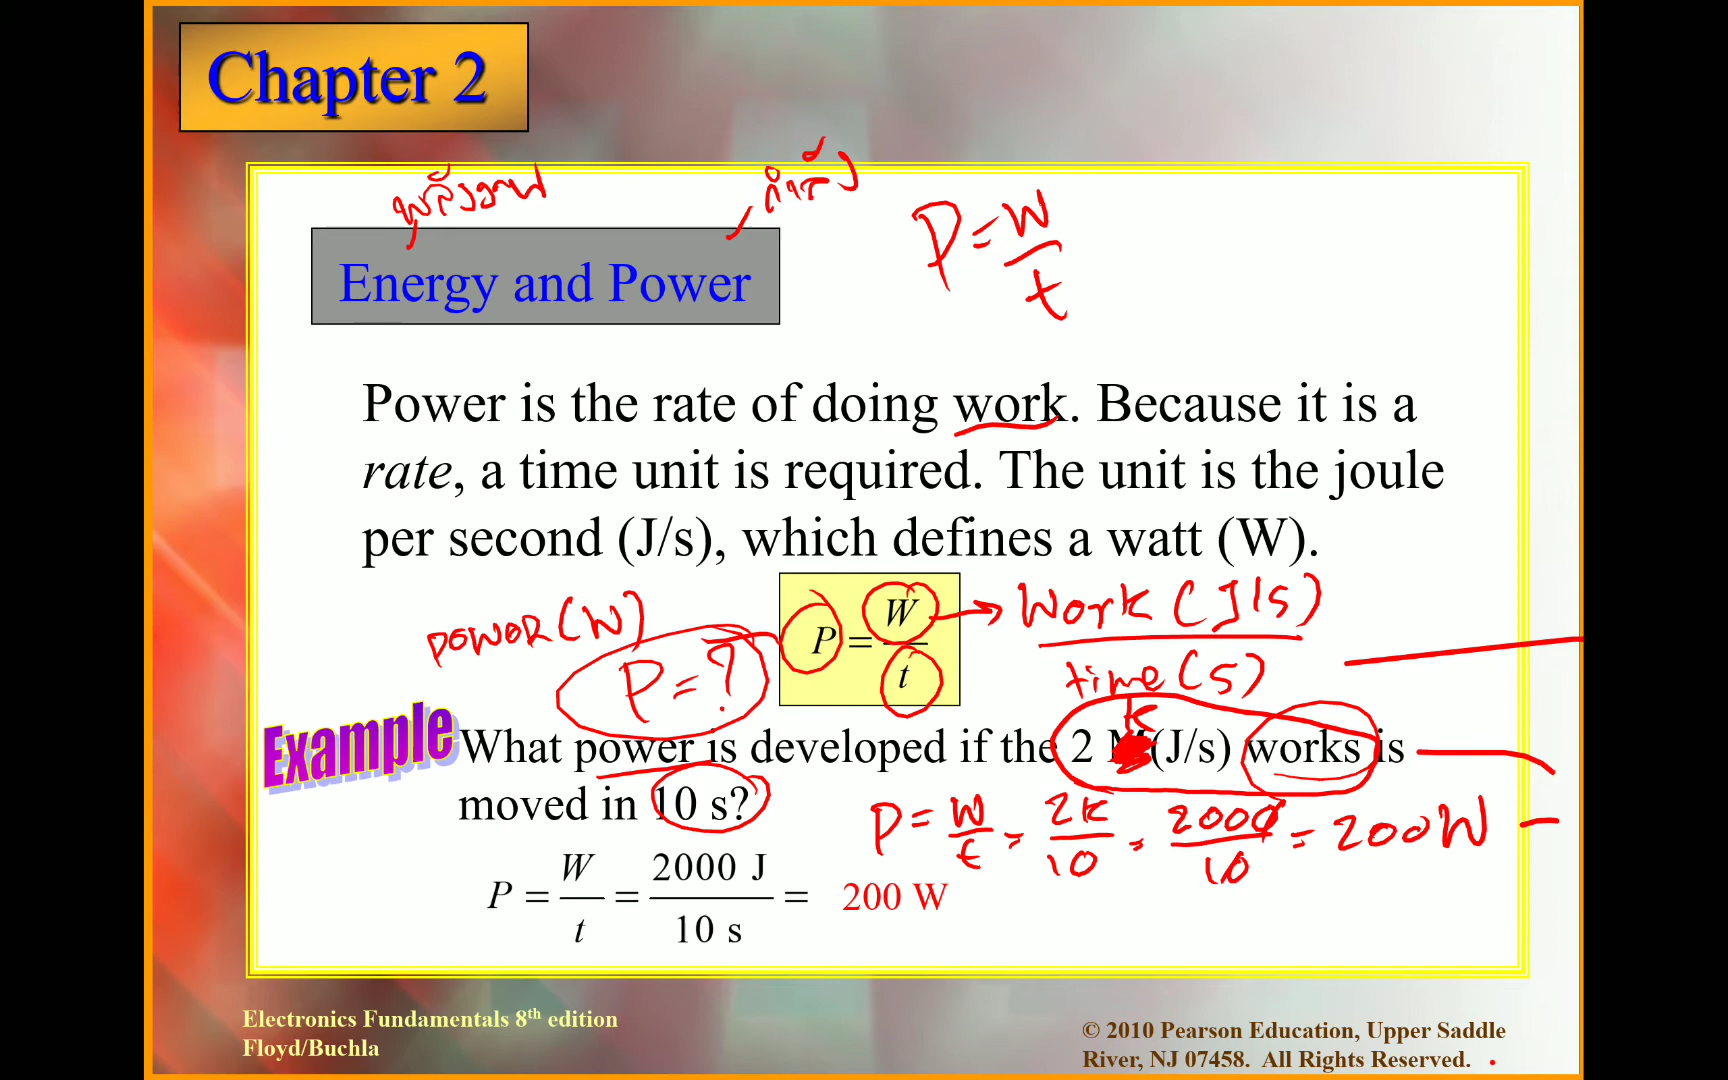 Chapter 2
พลังงาน
กำลัง
P = W / t
Energy and Power
Power is the rate of doing work. Because it is a
rate, a time unit is required. The unit is the joule
per second (J/s), which defines a watt (W).
P = W / t
Work (J/s)
time (s)
power (W)
P = ?
Example
k
What power is developed if the 2 (J/s) works is
moved in 10 s?
P = W / t = 2k / 10 = 2000 / 10 = 200W
P = W / t = 2000 J / 10 s = 200 W
Electronics Fundamentals 8th edition
Floyd/Buchla
© 2010 Pearson Education, Upper Saddle
River, NJ 07458. All Rights Reserved.